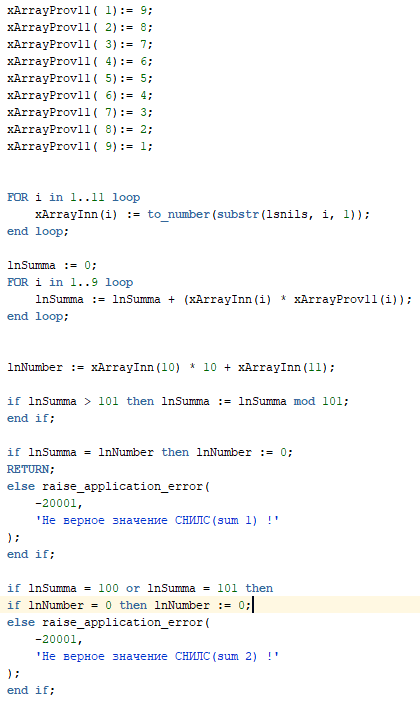 xArrayProv11( 1):= 9;
xArrayProv11( 2):= 8;
xArrayProv11( 3):= 7;
xArrayProv11( 4):= 6;
xArrayProv11( 5):= 5;
xArrayProv11( 6):= 4;
xArrayProv11( 7):= 3;
xArrayProv11( 8):= 2;
xArrayProv11( 9):= 1;
FOR i in 1..11 loop
xArrayInn(i) := to_number(substr(lsnils, i, 1));
end loop;
lnSumma := 0;
FOR i in 1..9 loop
lnSumma := lnSumma + (xArrayInn(i) * xArrayProv11(i));
end loop;
lnNumber := xArrayInn(10) * 10 + xArrayInn(11);
if lnSumma > 101 then lnSumma := lnSumma mod 101;
end if;
if lnSumma = lnNumber then lnNumber := 0;
RETURN;
else raise_application_error(
-20001,
'Не верное значение СНИЛС(sum 1) !'
);
end if;
if lnSumma = 100 or lnSumma = 101 then
if lnNumber = 0 then lnNumber := 0;
else raise_application_error(
-20001,
'Не верное значение СНИЛС(sum 2) !'
);
end if;